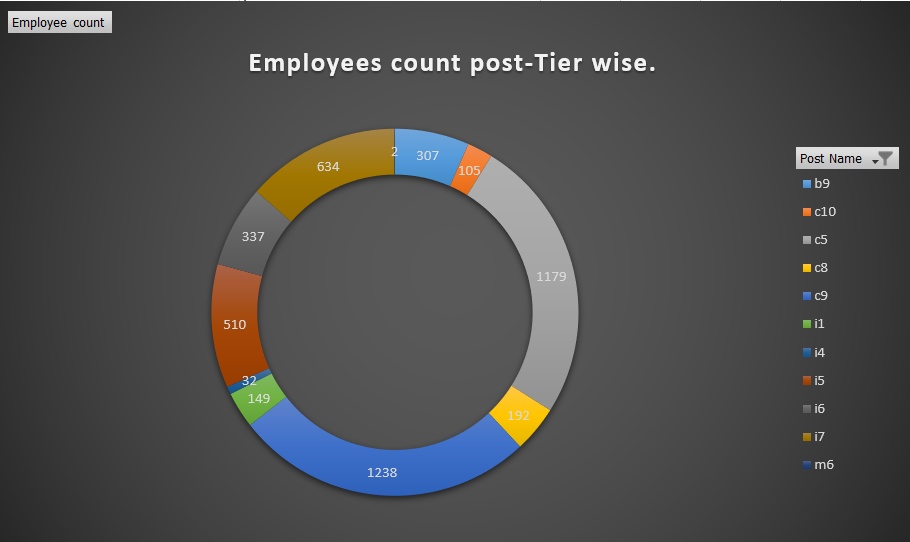 Employee count
Employees count post-Tier wise.
2
307
634
105
Post Name
b9
c10
337
c5
c8
1179
c9
510
i1
i4
32
i5
149
i6
192
i7
1238
m6